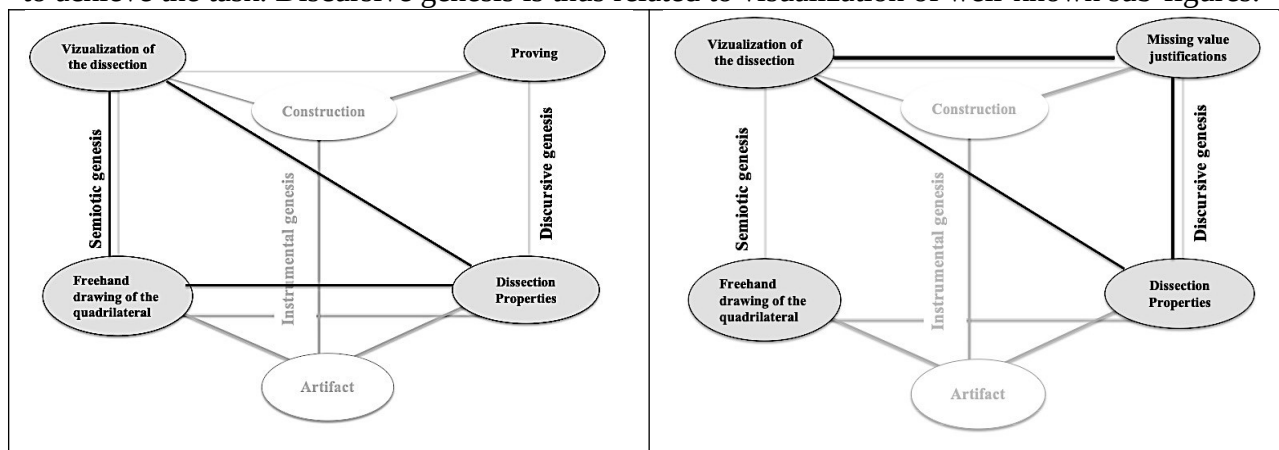 to achieve the task. Discursive genesis is thus related to visualization of well-known sub-figures.
Vizualization of
the dissection
Proving
Construction
Semiotic genesis
Instrumental genesis
Discursive genesis
Freehand
drawing of the
quadrilateral
Dissection
Properties
Artifact
Vizualization of
the dissection
Missing value
justifications
Construction
Semiotic genesis
Instrumental genesis
Discursive genesis
Freehand
drawing of the
quadrilateral
Dissection
Properties
Artifact